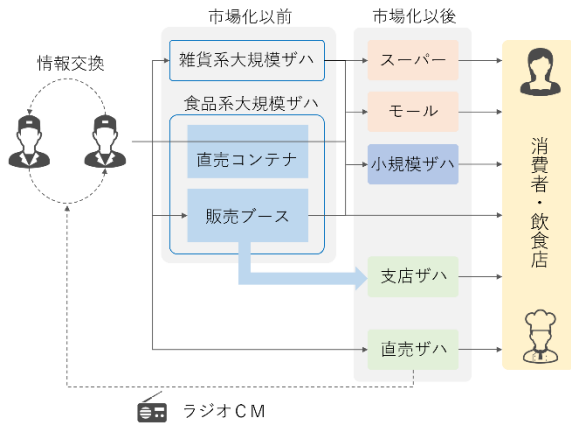 市場化以前
市場化以後
情報交換
雑貨系大規模ザハ
スーパー
食品系大規模ザハ
モール
直売コンテナ
小規模ザハ
販売ブース
消費者・飲食店
支店ザハ
直売ザハ
ラジオＣＭ